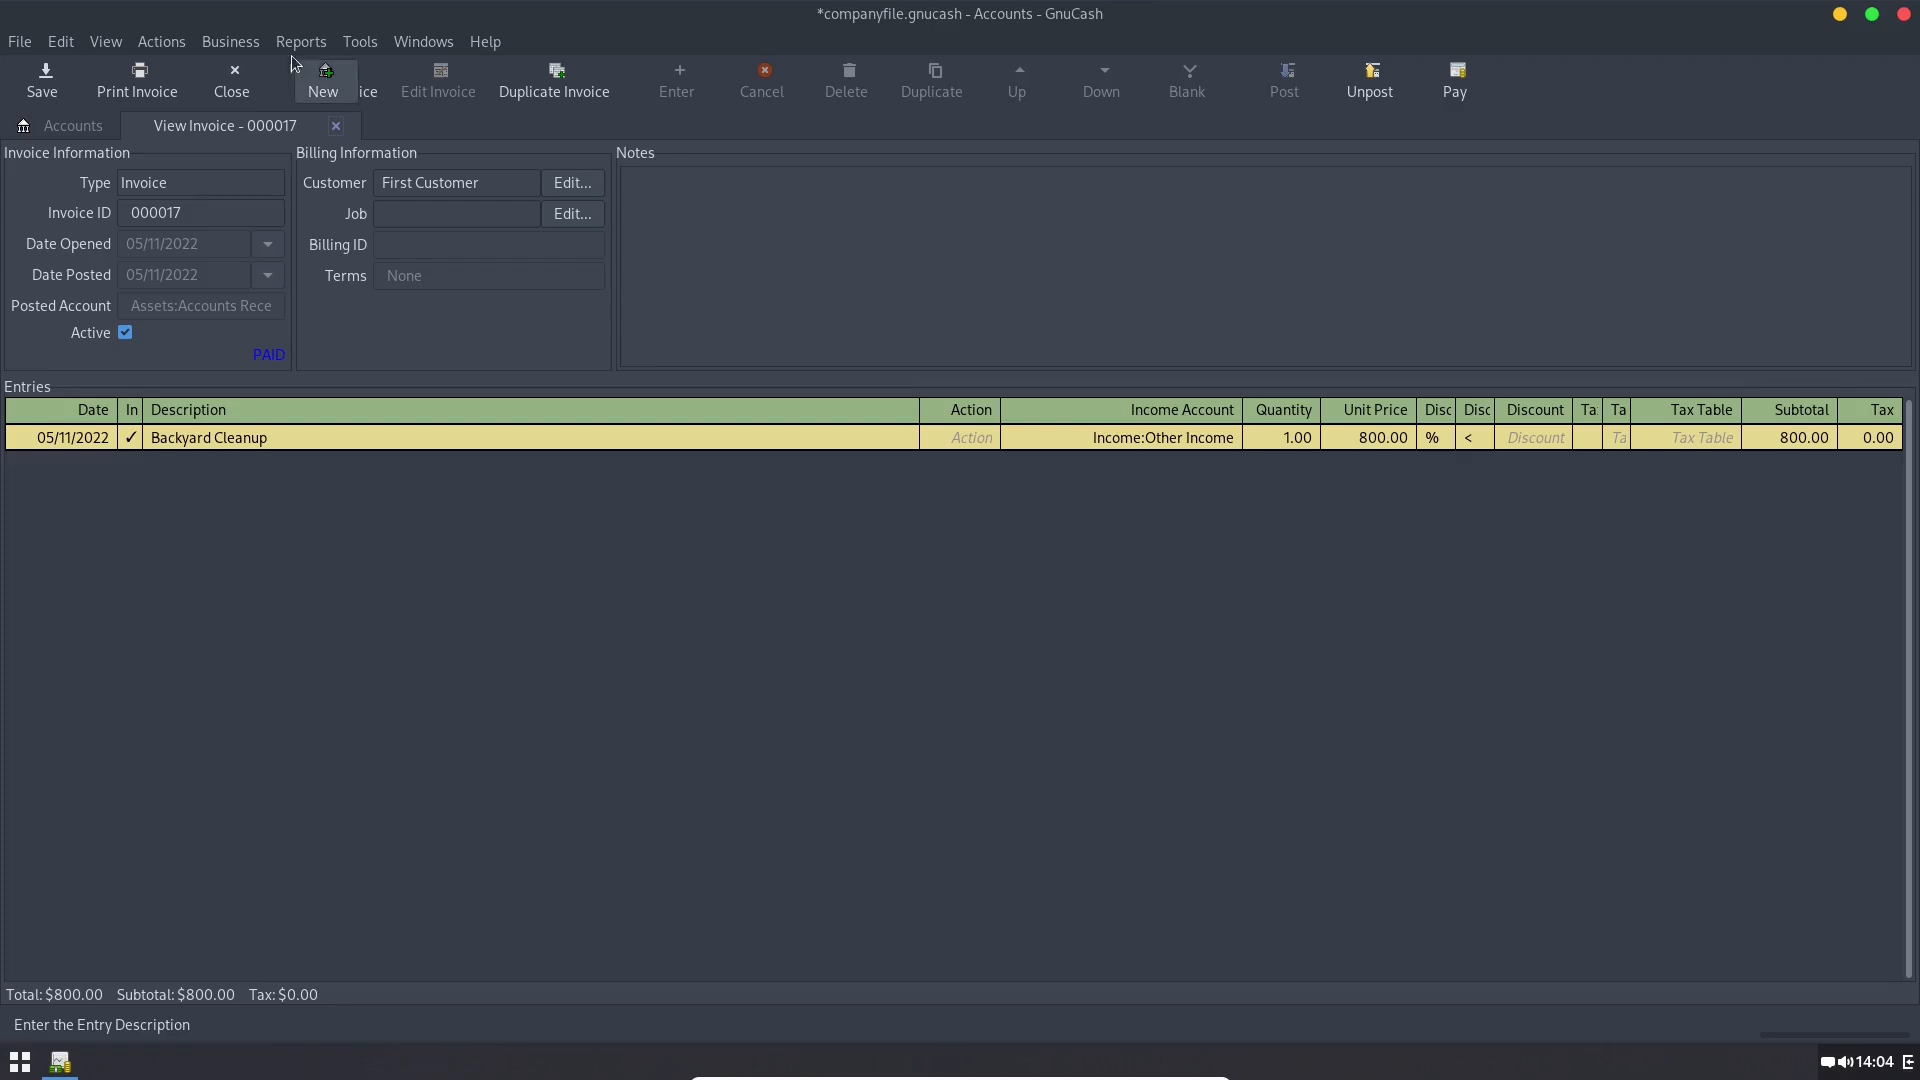 *companyfile.gnucash - Accounts - GnuCash
File Edit View Actions Business Reports Tools Windows Help
Save Print Invoice Close New ice Edit Invoice Duplicate Invoice Enter Cancel Delete Duplicate Up Down Blank Post Unpost Pay
Accounts View Invoice - 000017
Invoice Information Billing Information Notes
Type Invoice Customer First Customer Edit...
Invoice ID 000017 Job Edit...
Date Opened 05/11/2022 Billing ID
Date Posted 05/11/2022 Terms None
Posted Account Assets:Accounts Rece
Active
PAID
Entries
Date In Description Action Income Account Quantity Unit Price Disc Disc Discount Ta Ta Tax Table Subtotal Tax
05/11/2022 ✓ Backyard Cleanup Action Income:Other Income 1.00 800.00 % < Discount Ta Tax Table 800.00 0.00
Total: $800.00 Subtotal: $800.00 Tax: $0.00
Enter the Entry Description
14:04